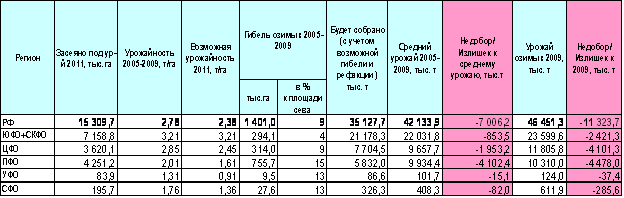 Регион | Засеяно под ур-й 2011, тыс.га | Урожайность 2005-2009, т/га | Возможная урожайность 2011, т/га | Гибель озимых 2005-2009 | Будет собрано (с учетом возможной гибели и рефакции) тыс. т | Средний урожай 2005-2009, тыс. т | Недобор/Излишек к среднему урожаю, тыс.т | Урожай озимых 2009, тыс. т | Недобор/Излишек к 2009, тыс. т
тыс.га | в % к площади сева
РФ | 15 309,7 | 2,78 | 2,38 | 1 401,0 | 9 | 35 127,7 | 42 133,9 | -7 006,2 | 46 451,3 | -11 323,7
ЮФО+СКФО | 7 158,8 | 3,21 | 3,21 | 294,1 | 4 | 21 178,3 | 22 031,8 | -853,5 | 23 599,6 | -2 421,3
ЦФО | 3 620,1 | 2,85 | 2,45 | 314,0 | 9 | 7 704,5 | 9 657,7 | -1 953,2 | 11 805,8 | -4 101,3
ПФО | 4 251,2 | 2,01 | 1,61 | 755,7 | 15 | 5 832,0 | 9 934,4 | -4 102,4 | 10 310,0 | -4 478,0
УФО | 83,9 | 1,31 | 0,91 | 9,5 | 13 | 86,6 | 101,7 | -15,1 | 124,0 | -37,4
СФО | 195,7 | 1,76 | 1,36 | 27,6 | 13 | 326,3 | 408,3 | -82,0 | 611,9 | -285,6